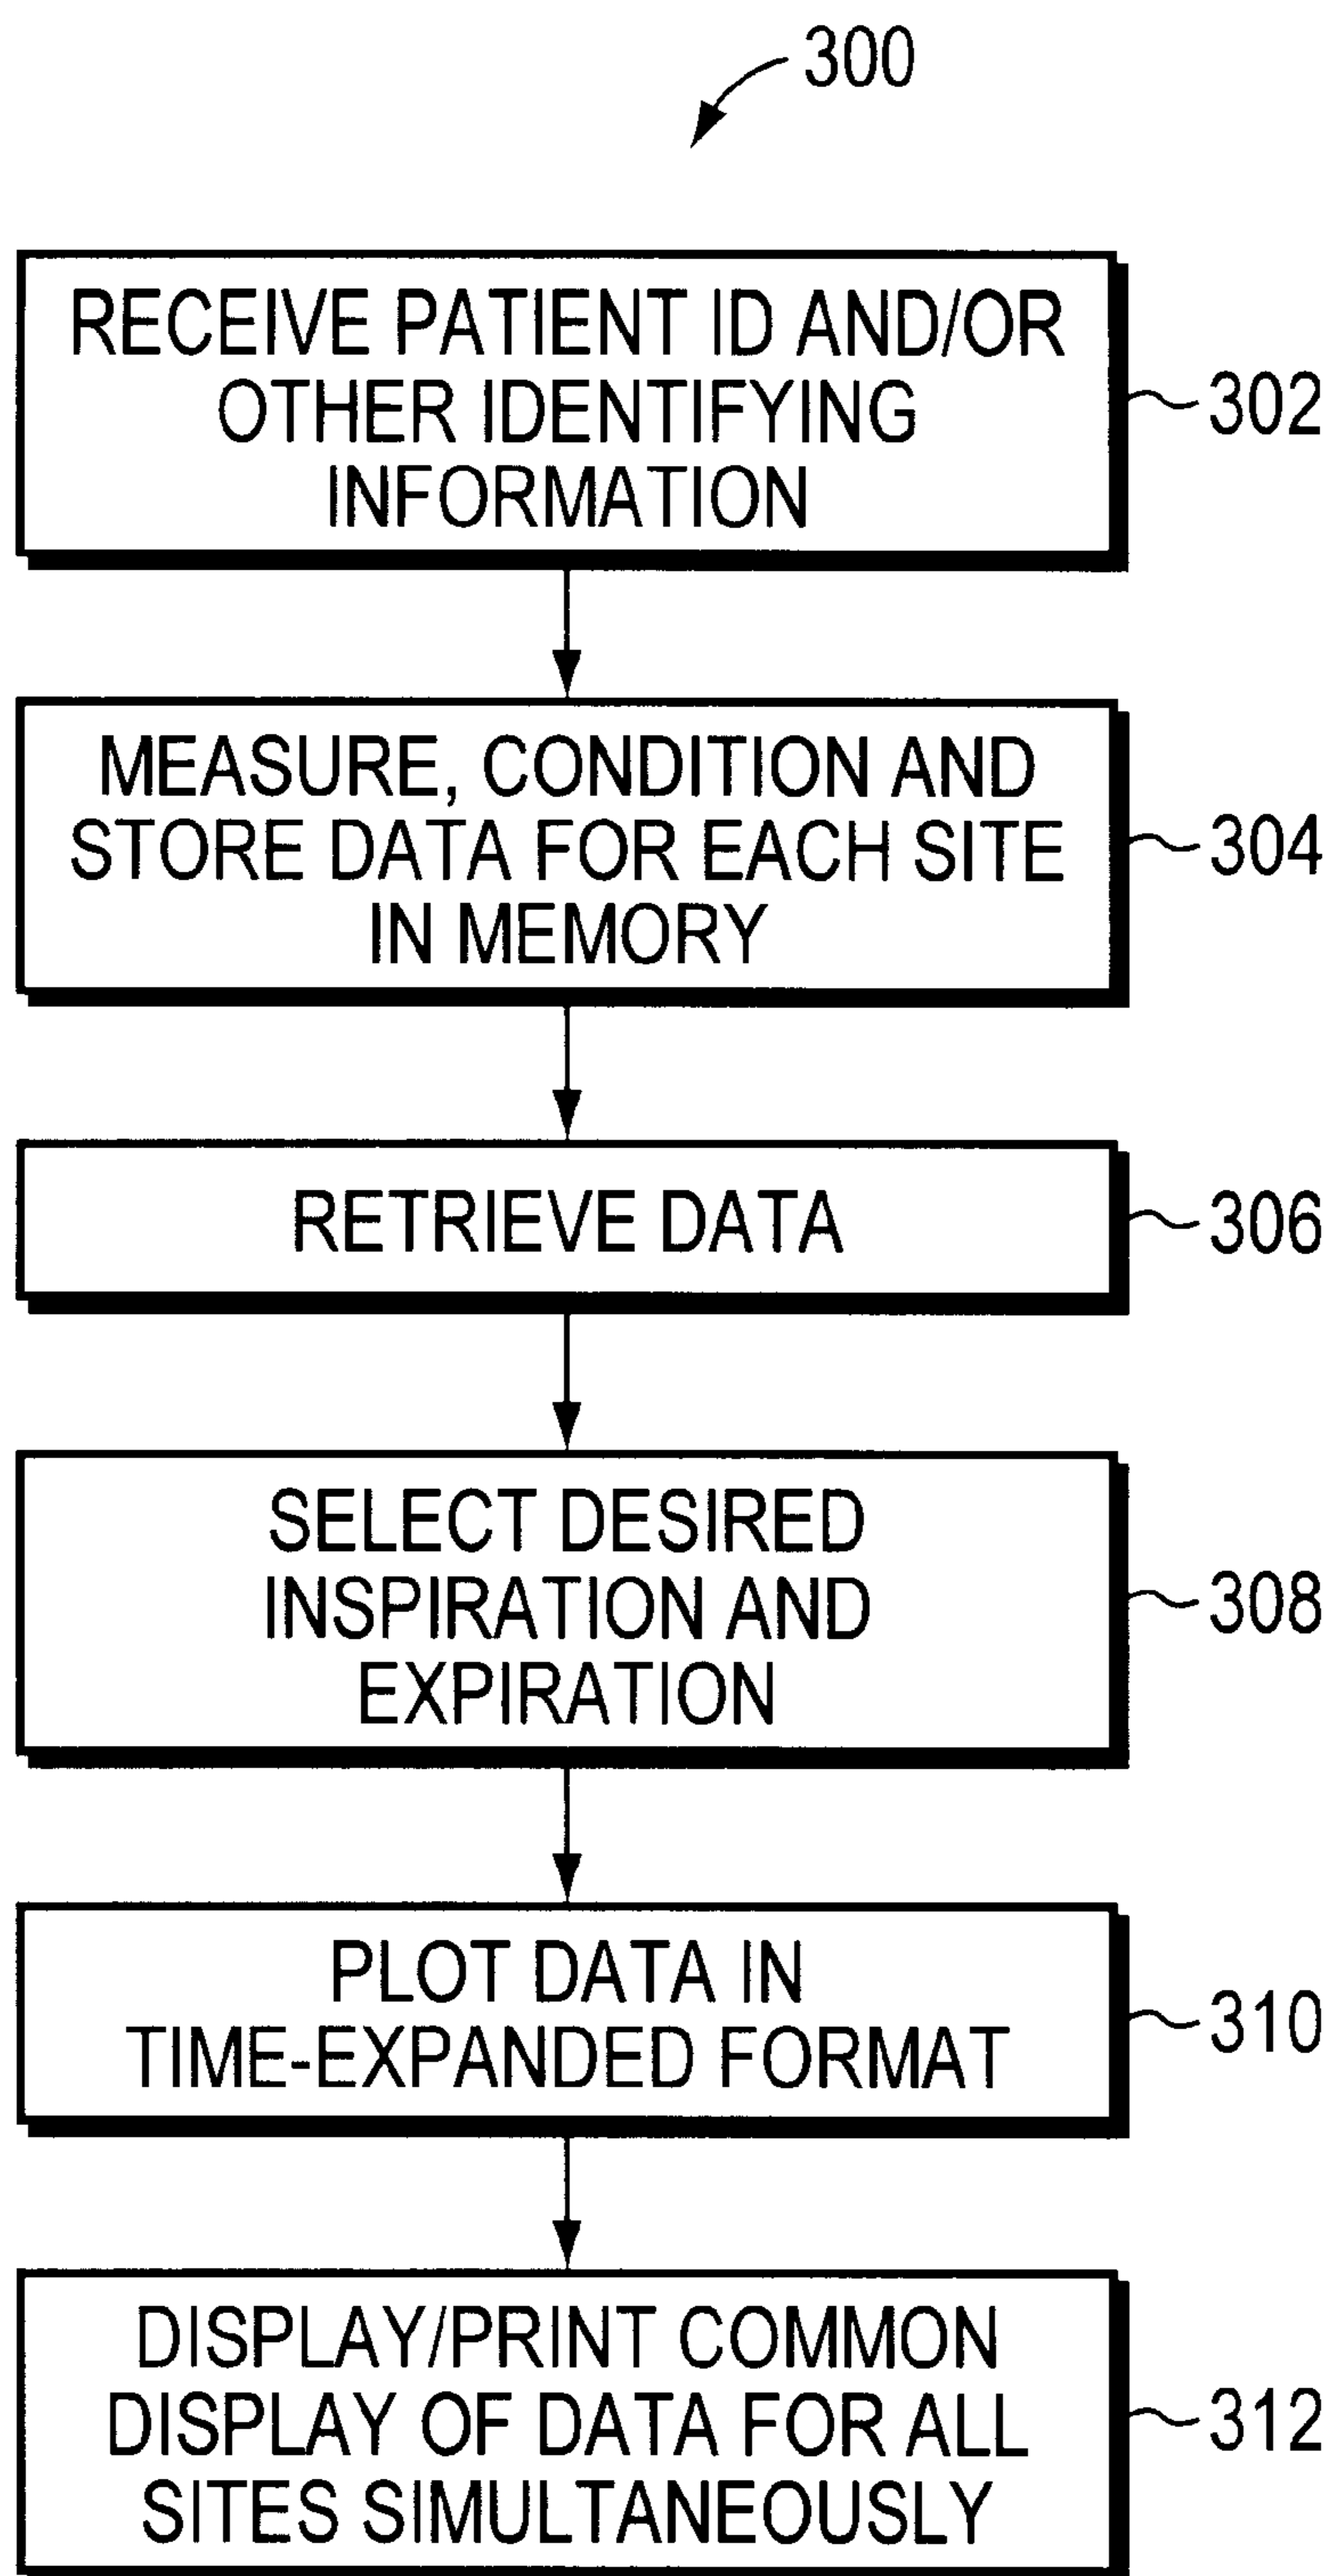 300
RECEIVE PATIENT ID AND/OR
OTHER IDENTIFYING
INFORMATION
302
MEASURE, CONDITION AND
STORE DATA FOR EACH SITE
IN MEMORY
304
RETRIEVE DATA
306
SELECT DESIRED
INSPIRATION AND
EXPIRATION
308
PLOT DATA IN
TIME-EXPANDED FORMAT
310
DISPLAY/PRINT COMMON
DISPLAY OF DATA FOR ALL
SITES SIMULTANEOUSLY
312